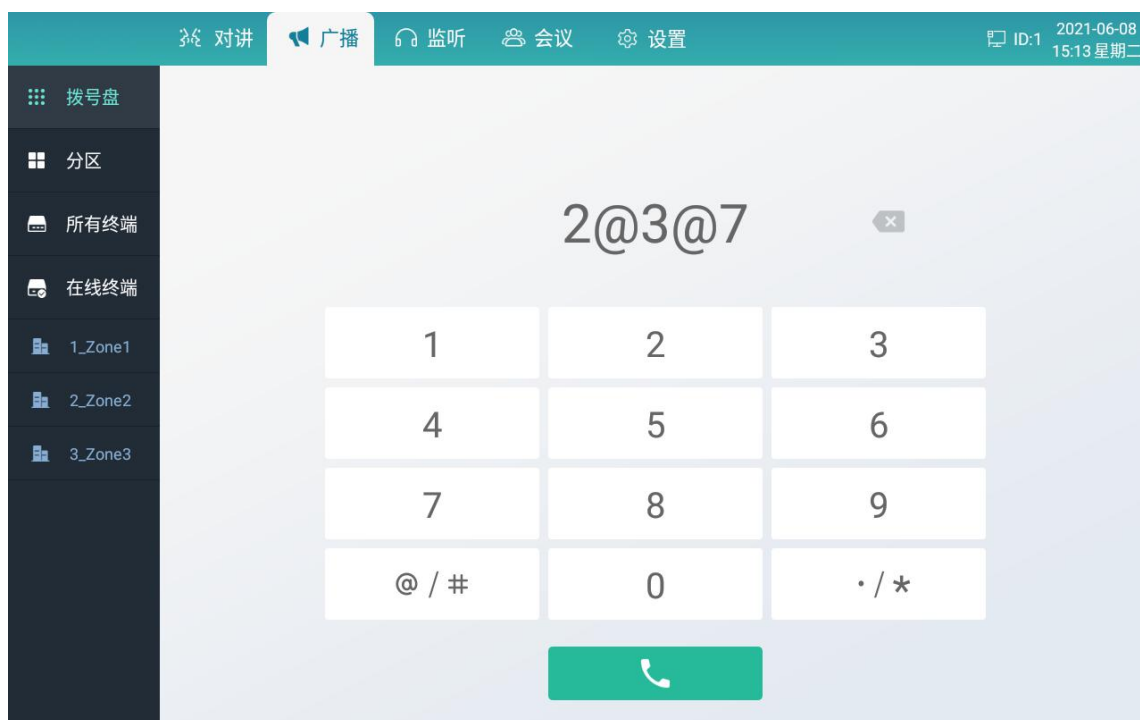 对讲 广播 监听 会议 设置 ID:1 2021-06-08
15:13 星期二
拨号盘
分区
所有终端
在线终端
1_Zone1
2_Zone2
3_Zone3
2@3@7
1 2 3
4 5 6
7 8 9
@ / # 0 · / *